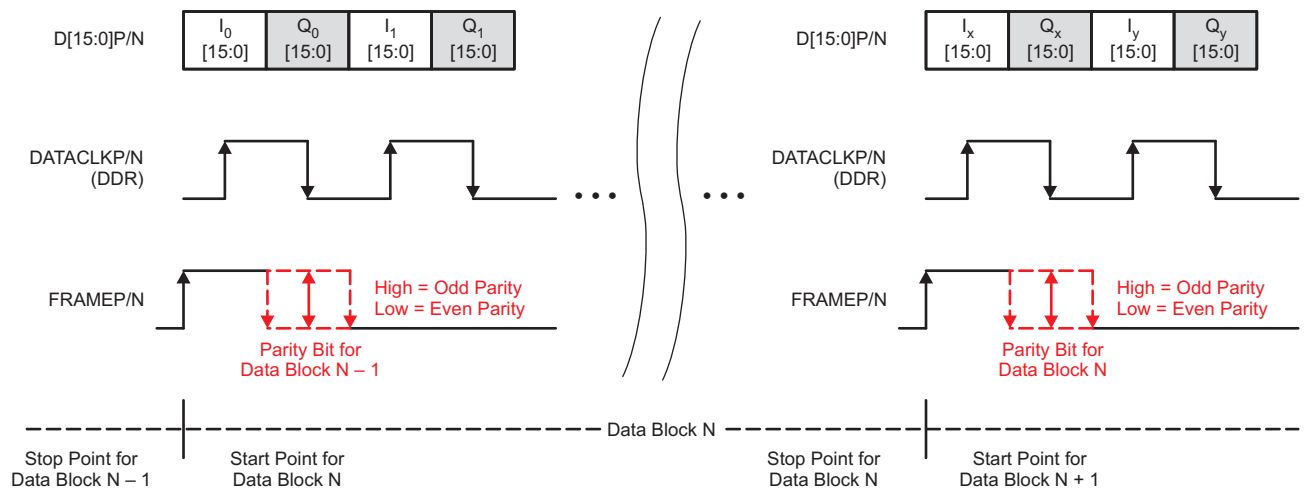 D[15:0]P/N
I0 Q0 I1 Q1
[15:0] [15:0] [15:0] [15:0]
D[15:0]P/N
Ix Qx Iy Qy
[15:0] [15:0] [15:0] [15:0]
DATACLKP/N
(DDR)
DATACLKP/N
(DDR)
FRAMEP/N
High = Odd Parity
Low = Even Parity
Parity Bit for
Data Block N – 1
FRAMEP/N
High = Odd Parity
Low = Even Parity
Parity Bit for
Data Block N
Data Block N
Stop Point for
Data Block N – 1
Start Point for
Data Block N
Stop Point for
Data Block N
Start Point for
Data Block N + 1